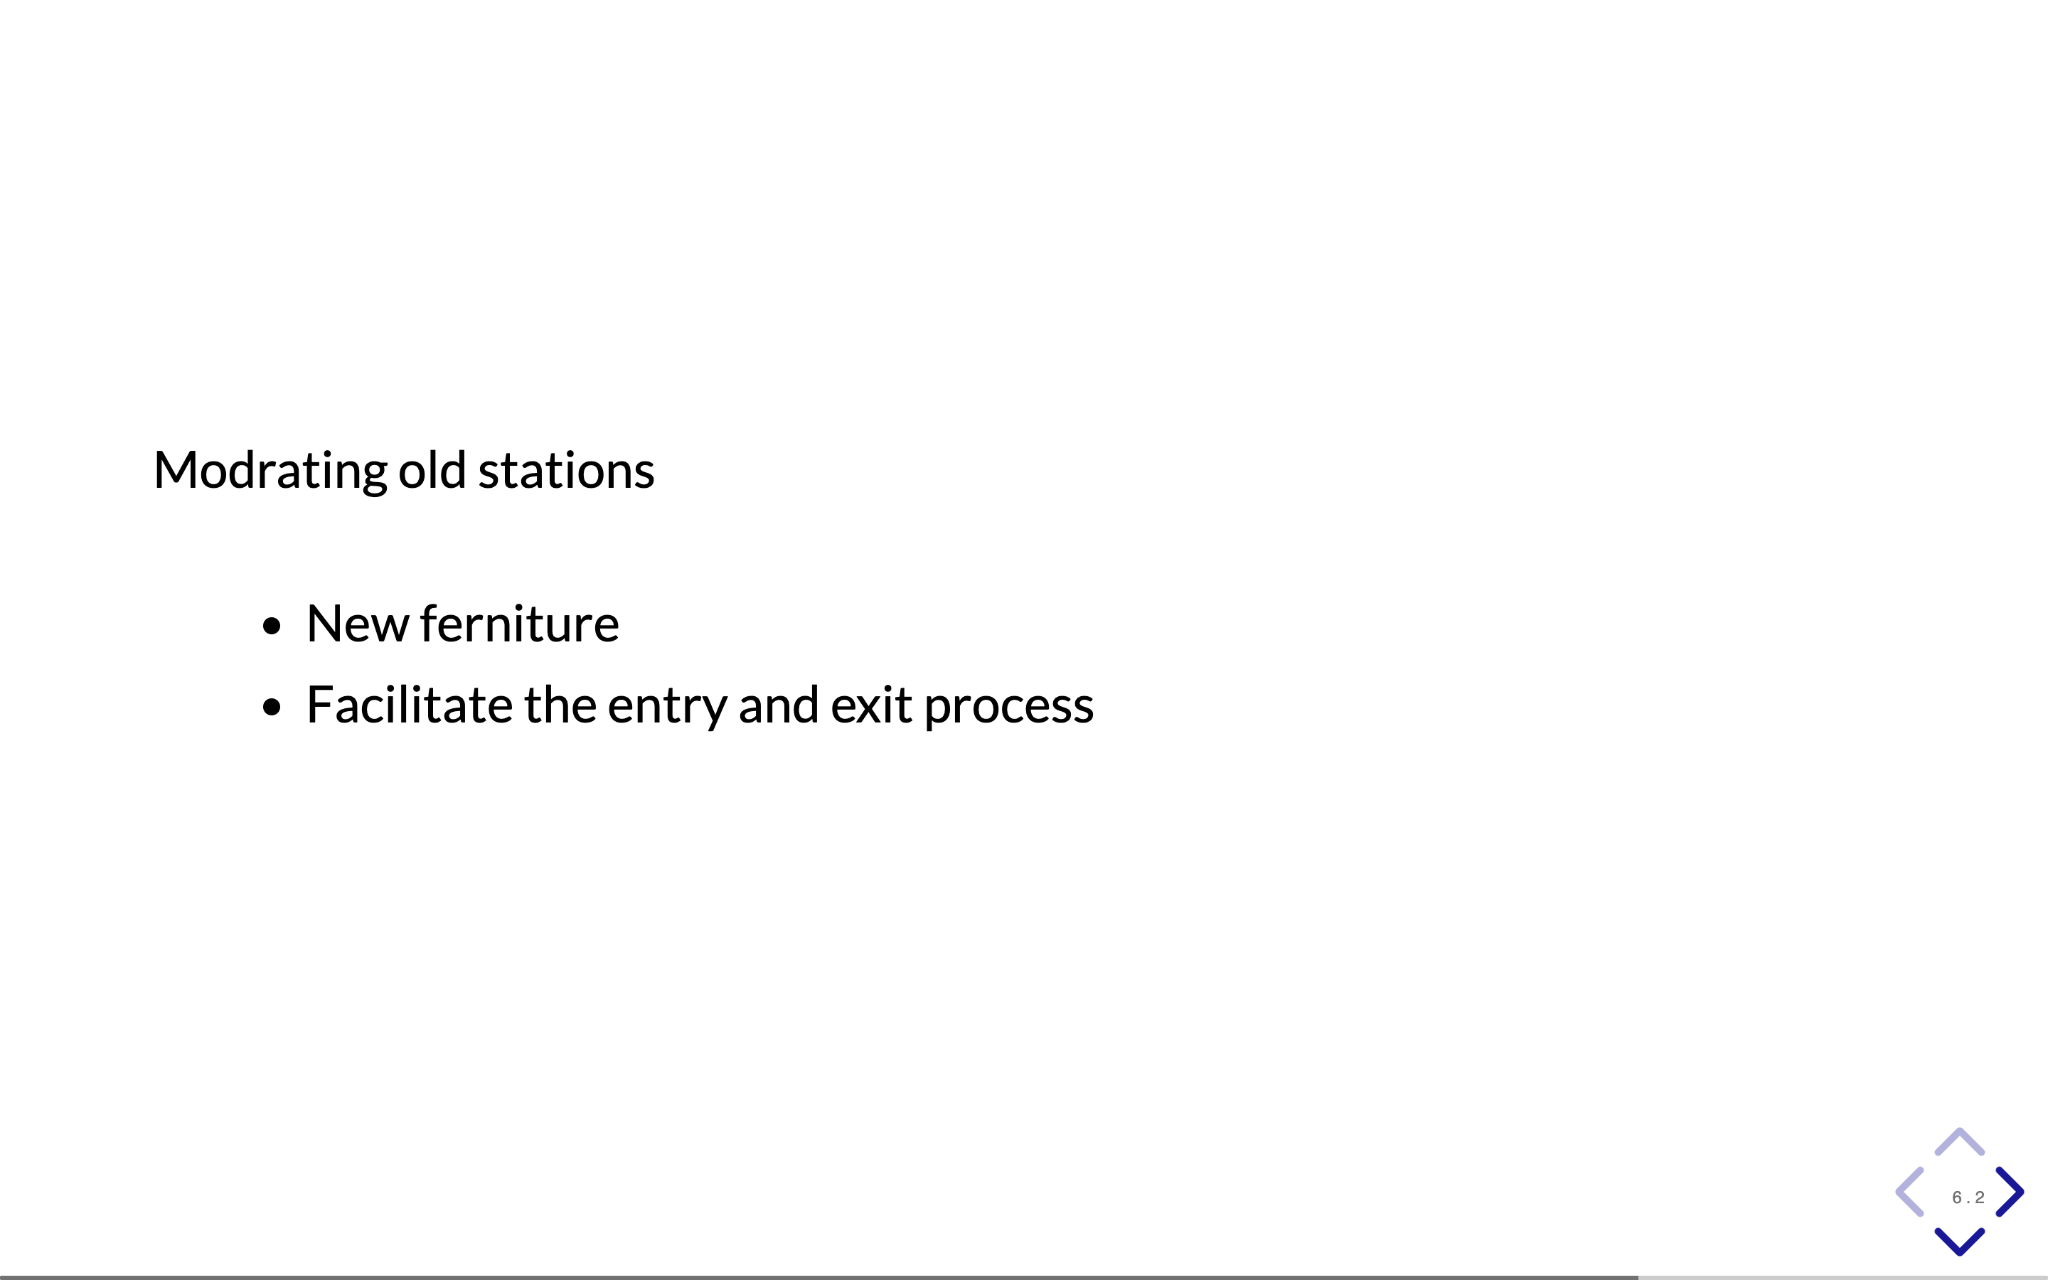 Modrating old stations
• New ferniture
• Facilitate the entry and exit process
6.2